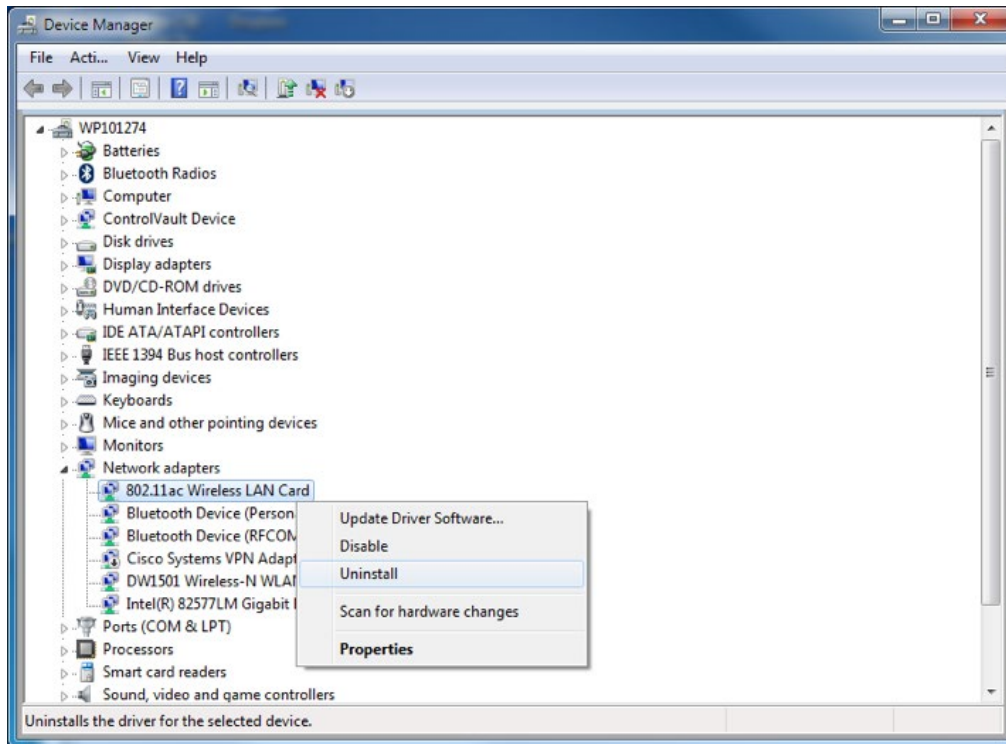 Device Manager
File Acti... View Help
WP101274
Batteries
Bluetooth Radios
Computer
ControlVault Device
Disk drives
Display adapters
DVD/CD-ROM drives
Human Interface Devices
IDE ATA/ATAPI controllers
IEEE 1394 Bus host controllers
Imaging devices
Keyboards
Mice and other pointing devices
Monitors
Network adapters
802.11ac Wireless LAN Card
Bluetooth Device (Person
Bluetooth Device (RFCOM
Cisco Systems VPN Adapt
DW1501 Wireless-N WLA
Intel(R) 82577LM Gigabit
Ports (COM & LPT)
Processors
Smart card readers
Sound, video and game controllers
Update Driver Software...
Disable
Uninstall
Scan for hardware changes
Properties
Uninstalls the driver for the selected device.